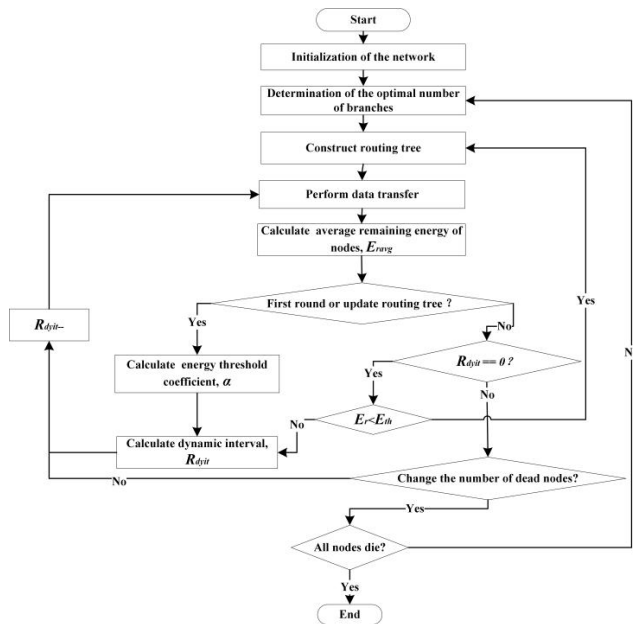 Start
Initialization of the network
Determination of the optimal number
of branches
Construct routing tree
Perform data transfer
Calculate average remaining energy of
nodes, Eravg
First round or update routing tree ?
Yes
Yes
No
Rdyit--
Rdyit == 0 ?
N
Calculate energy threshold
coefficient, α
Yes
No
Er<Eth
No
Calculate dynamic interval,
Rdyit
No
Change the number of dead nodes?
Yes
All nodes die?
Yes
End